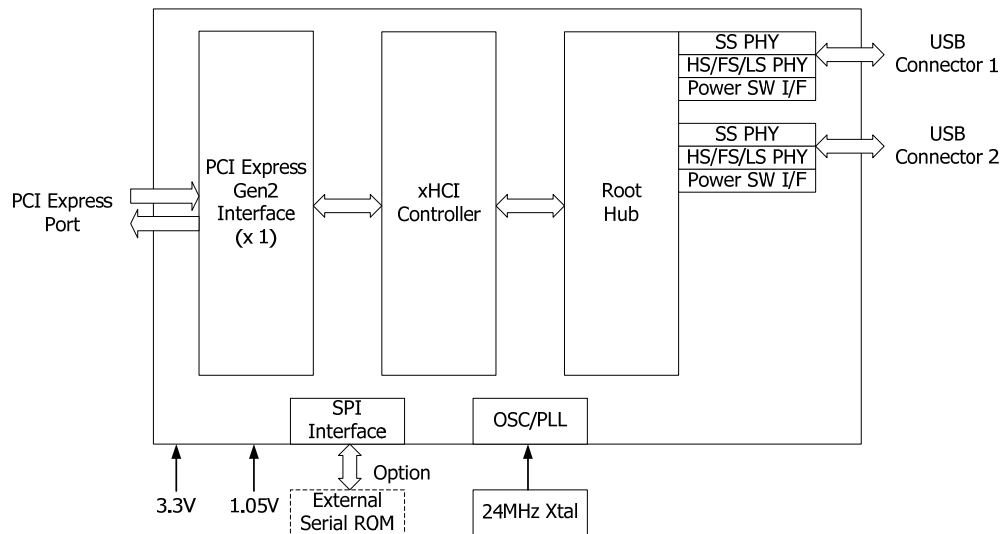 SS PHY
HS/FS/LS PHY
Power SW I/F
USB
Connector 1
SS PHY
HS/FS/LS PHY
Power SW I/F
USB
Connector 2
PCI Express
Port
PCI Express
Gen2
Interface
(x 1)
xHCI
Controller
Root
Hub
SPI
Interface
OSC/PLL
3.3V
1.05V
Option
External
Serial ROM
24MHz Xtal